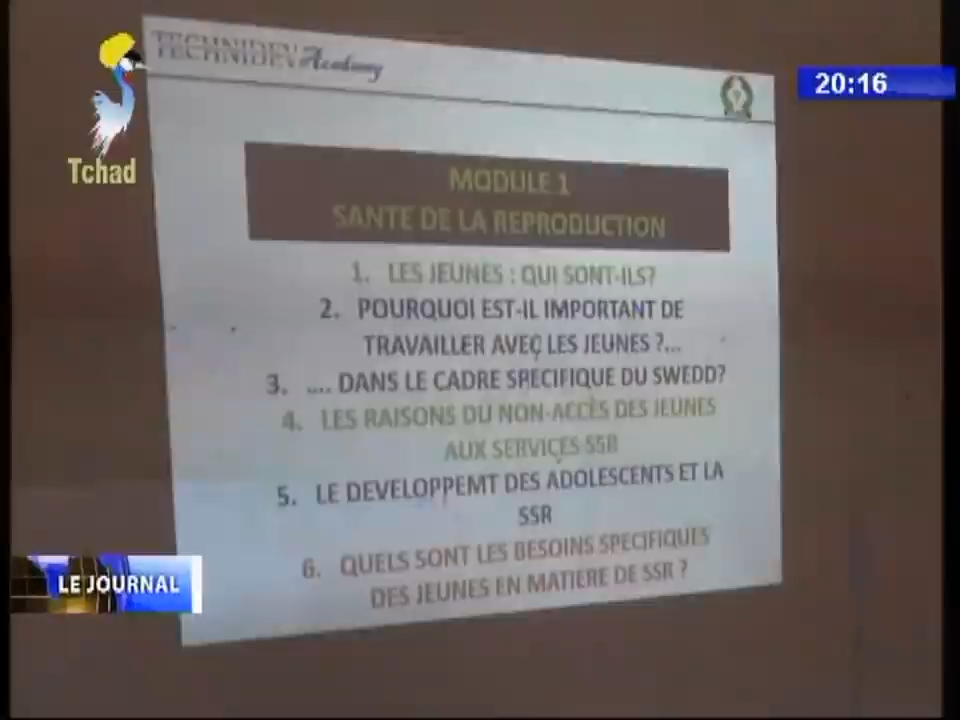 TECHNIDEV Academy
20:16
Tchad
MODULE 1
SANTE DE LA REPRODUCTION
1. LES JEUNES : QUI SONT-ILS?
2. POURQUOI EST-IL IMPORTANT DE
TRAVAILLER AVEC LES JEUNES ?...
3. .... DANS LE CADRE SPECIFIQUE DU SWEDD?
4. LES RAISONS DU NON-ACCÈS DES JEUNES
AUX SERVICES SSR
5. LE DEVELOPPEMT DES ADOLESCENTS ET LA
SSR
6. QUELS SONT LES BESOINS SPECIFIQUES
DES JEUNES EN MATIERE DE SSR ?
LE JOURNAL